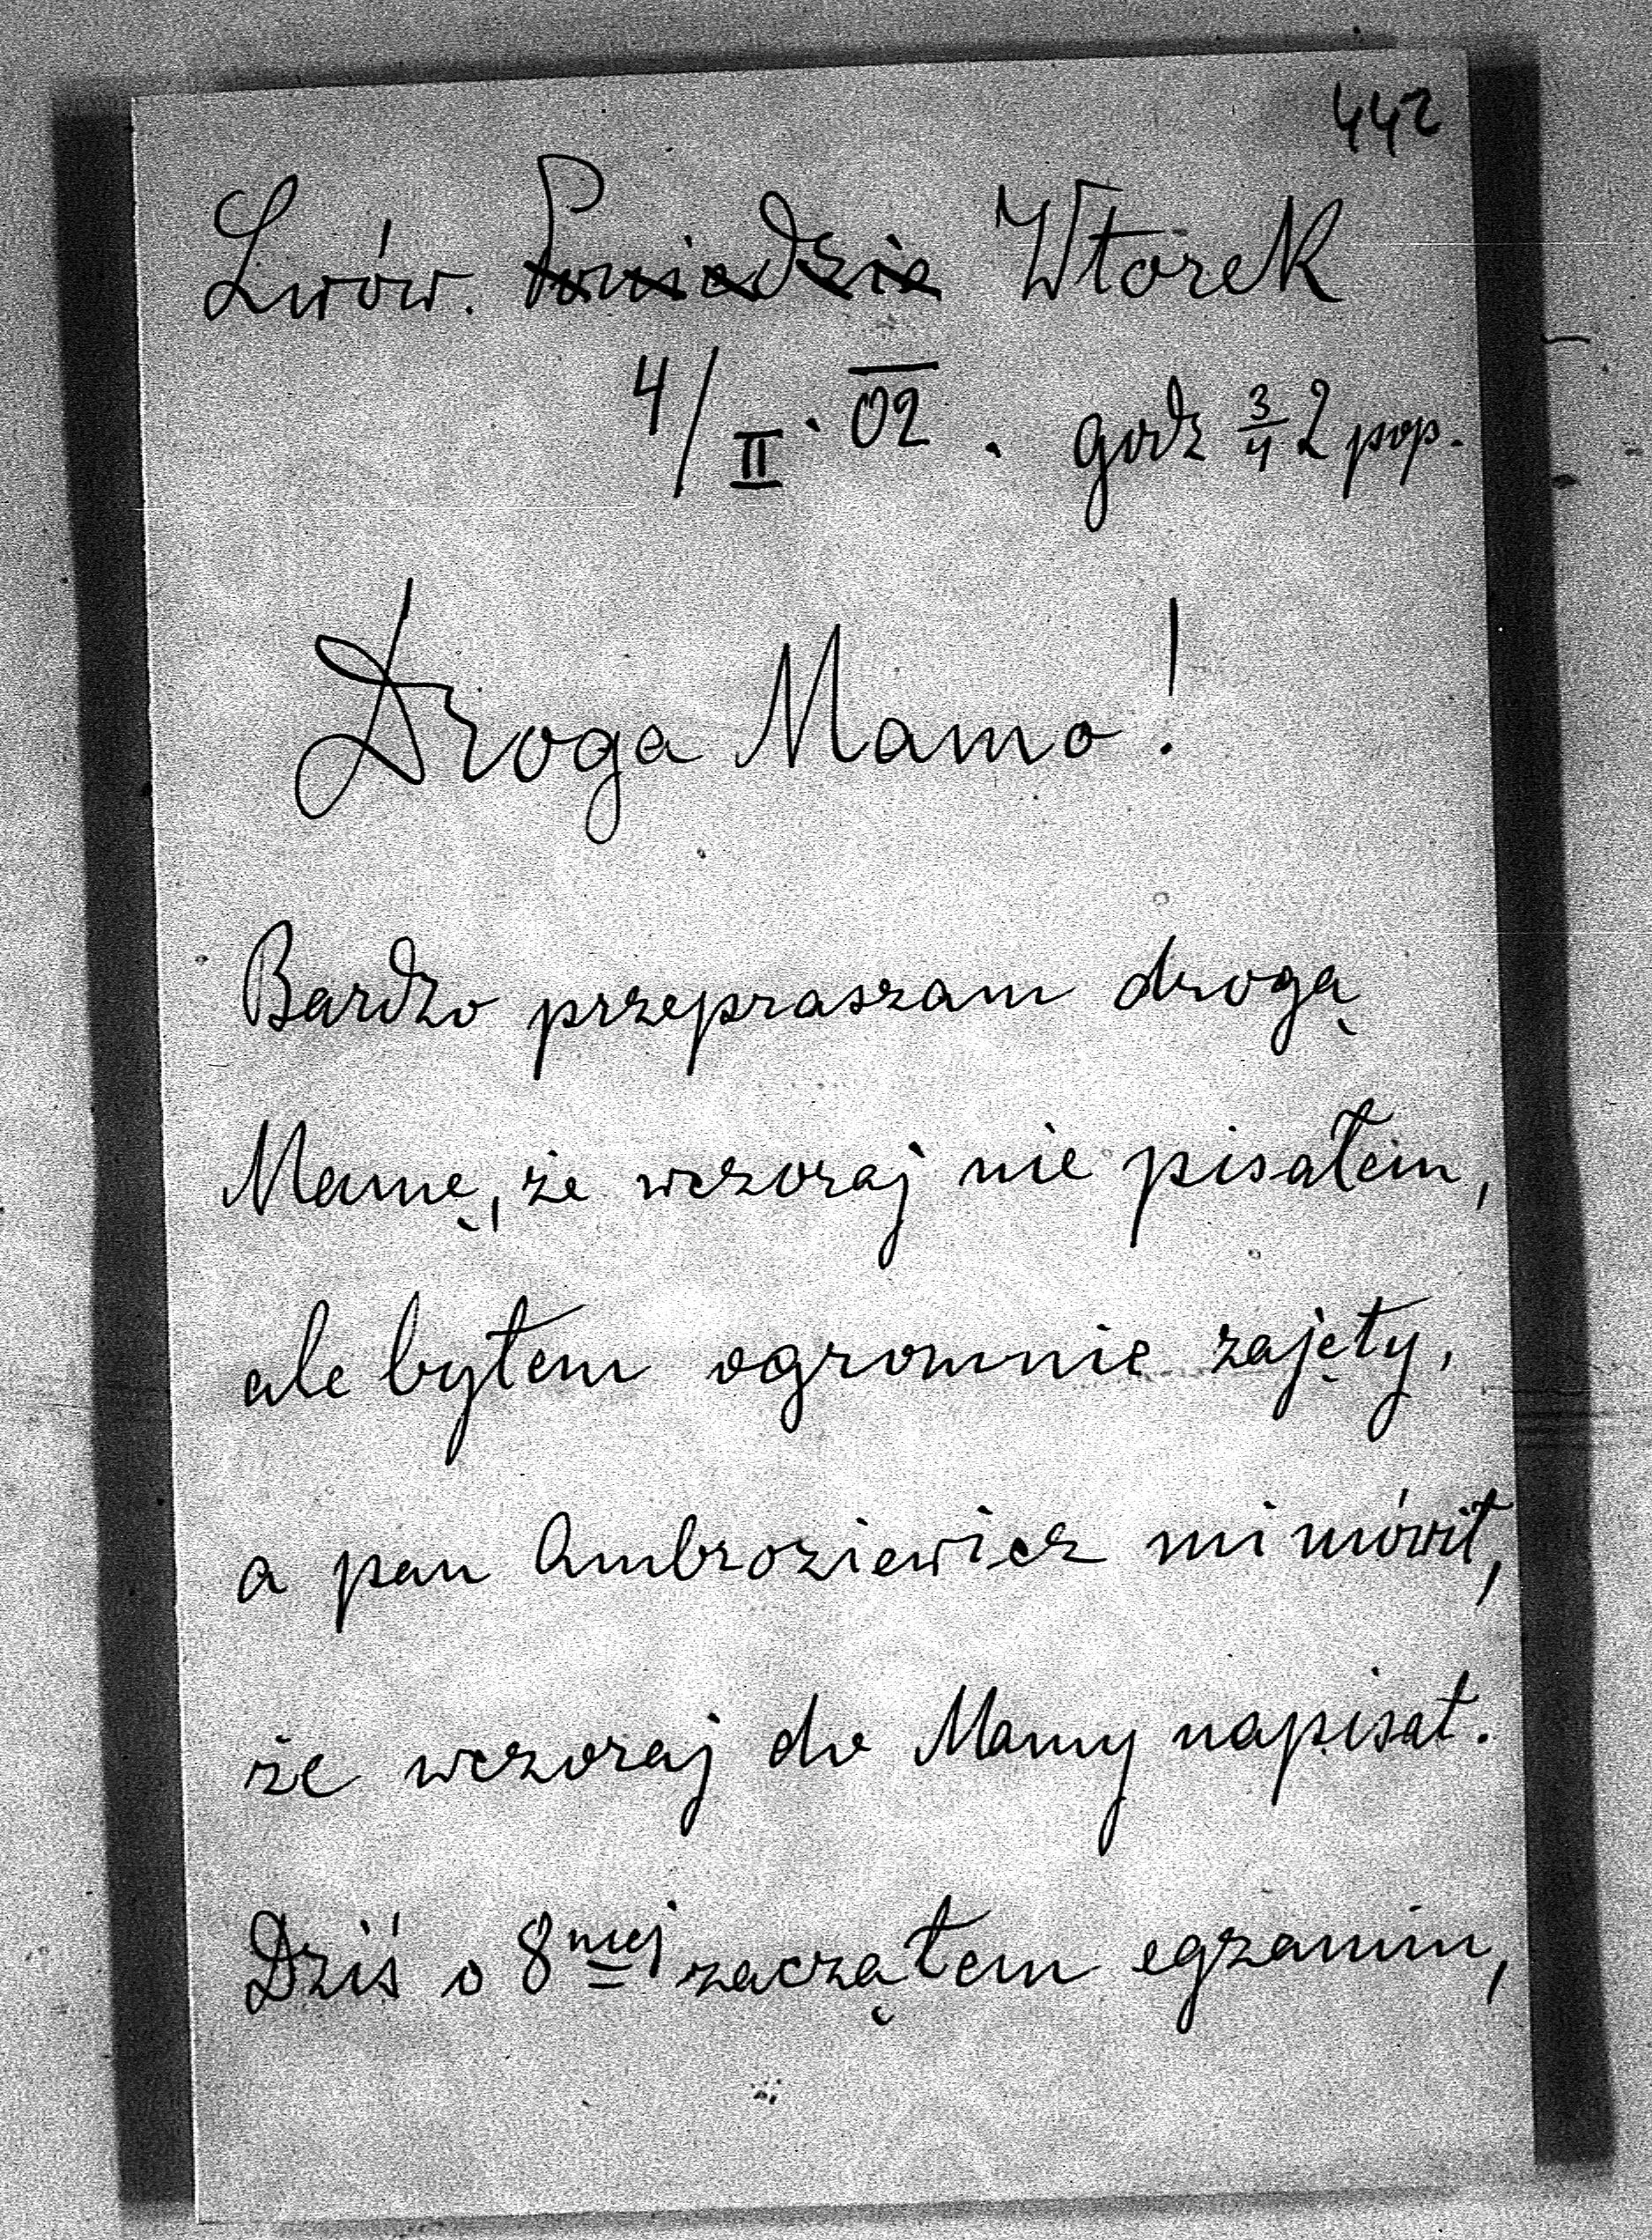 442
Lwów. Poniedzie Wtorek
4/II. 02. godz 3/4 2 pop.
Droga Mamo!
Bardzo przepraszam drogą
Mamę, że wczoraj nie pisałem,
ale byłem ogromnie zajęty,
a pan Ambroziewicz mi mówił,
że wczoraj do Mamy napisał.
Dziś o 8mej zacząłem egzamin,